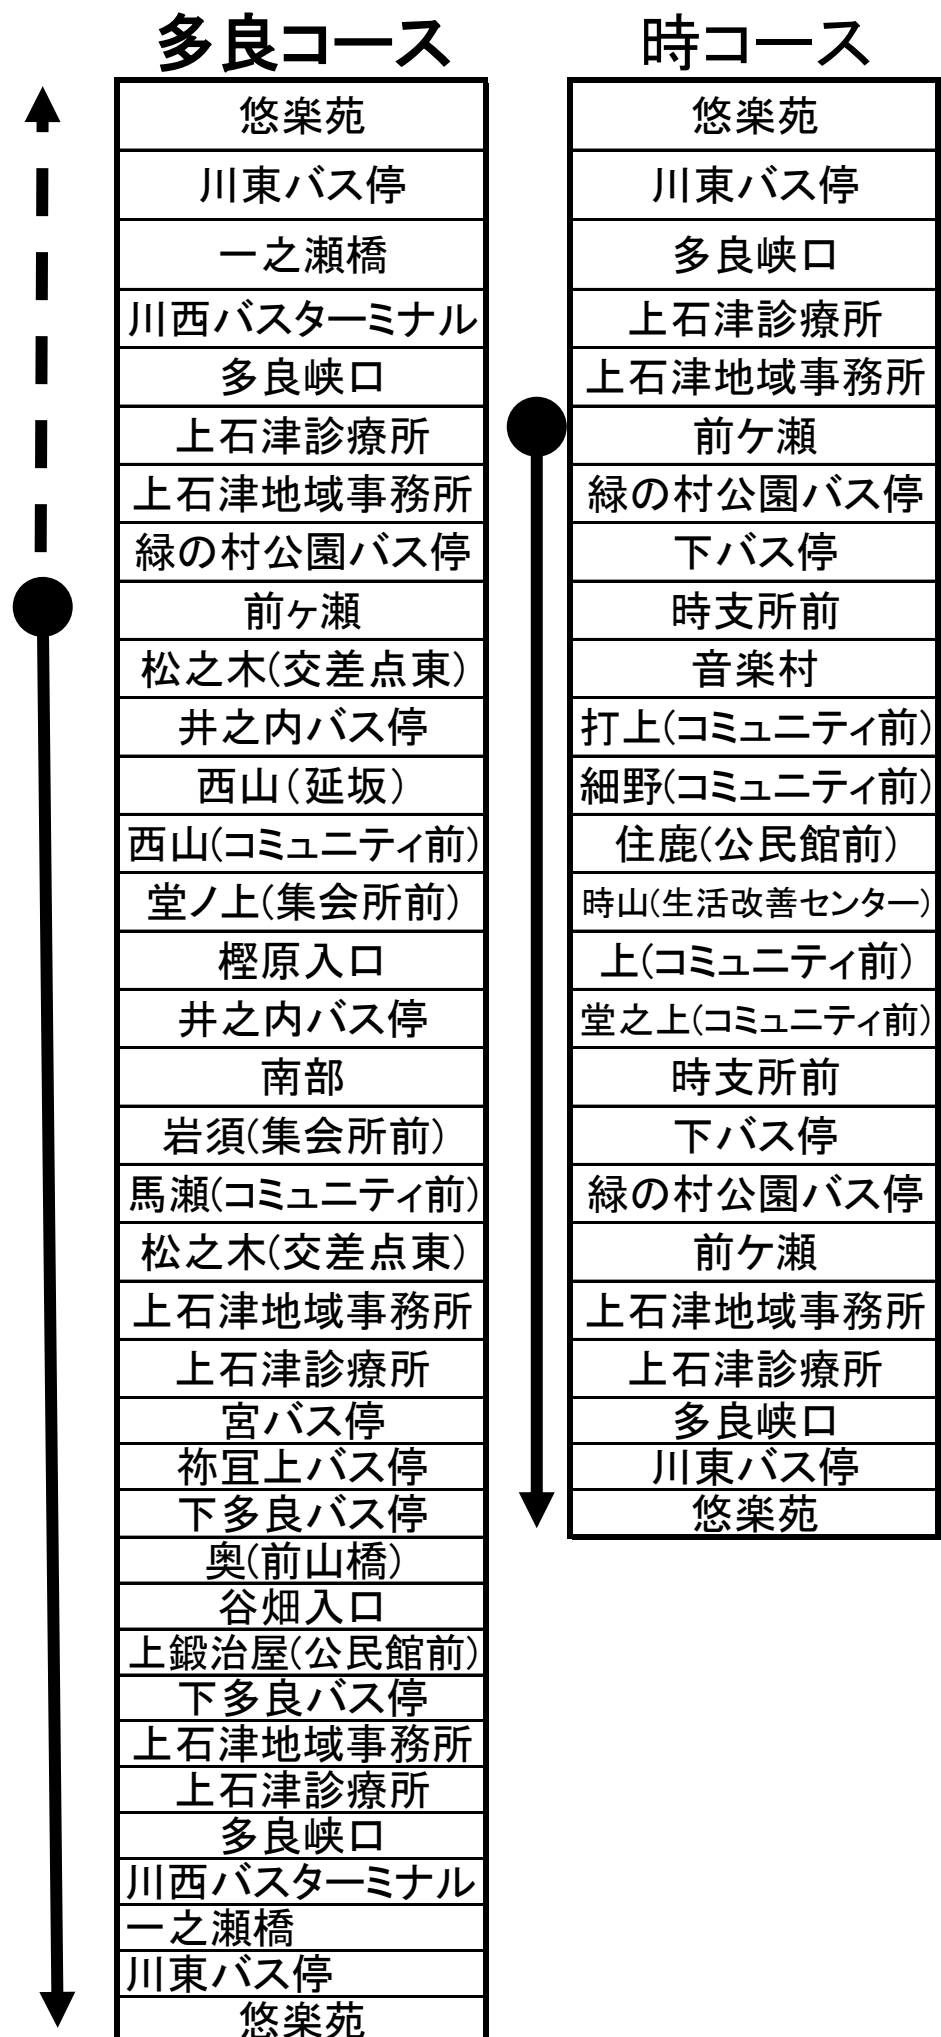 多良コース
悠楽苑
川東バス停
一之瀬橋
川西バスターミナル
多良峡口
上石津診療所
上石津地域事務所
緑の村公園バス停
前ヶ瀬
松之木(交差点東)
井之内バス停
西山(延坂)
西山(コミュニティ前)
堂ノ上(集会所前)
樫原入口
井之内バス停
南部
岩須(集会所前)
馬瀬(コミュニティ前)
松之木(交差点東)
上石津地域事務所
上石津診療所
宮バス停
祢冝上バス停
下多良バス停
奥(前山橋)
谷畑入口
上鍛治屋(公民館前)
下多良バス停
上石津地域事務所
上石津診療所
多良峡口
川西バスターミナル
一之瀬橋
川東バス停
悠楽苑
時コース
悠楽苑
川東バス停
多良峡口
上石津診療所
上石津地域事務所
前ケ瀬
緑の村公園バス停
下バス停
時支所前
音楽村
打上(コミュニティ前)
細野(コミュニティ前)
住鹿(公民館前)
時山(生活改善センター)
上(コミュニティ前)
堂之上(コミュニティ前)
時支所前
下バス停
緑の村公園バス停
前ケ瀬
上石津地域事務所
上石津診療所
多良峡口
川東バス停
悠楽苑